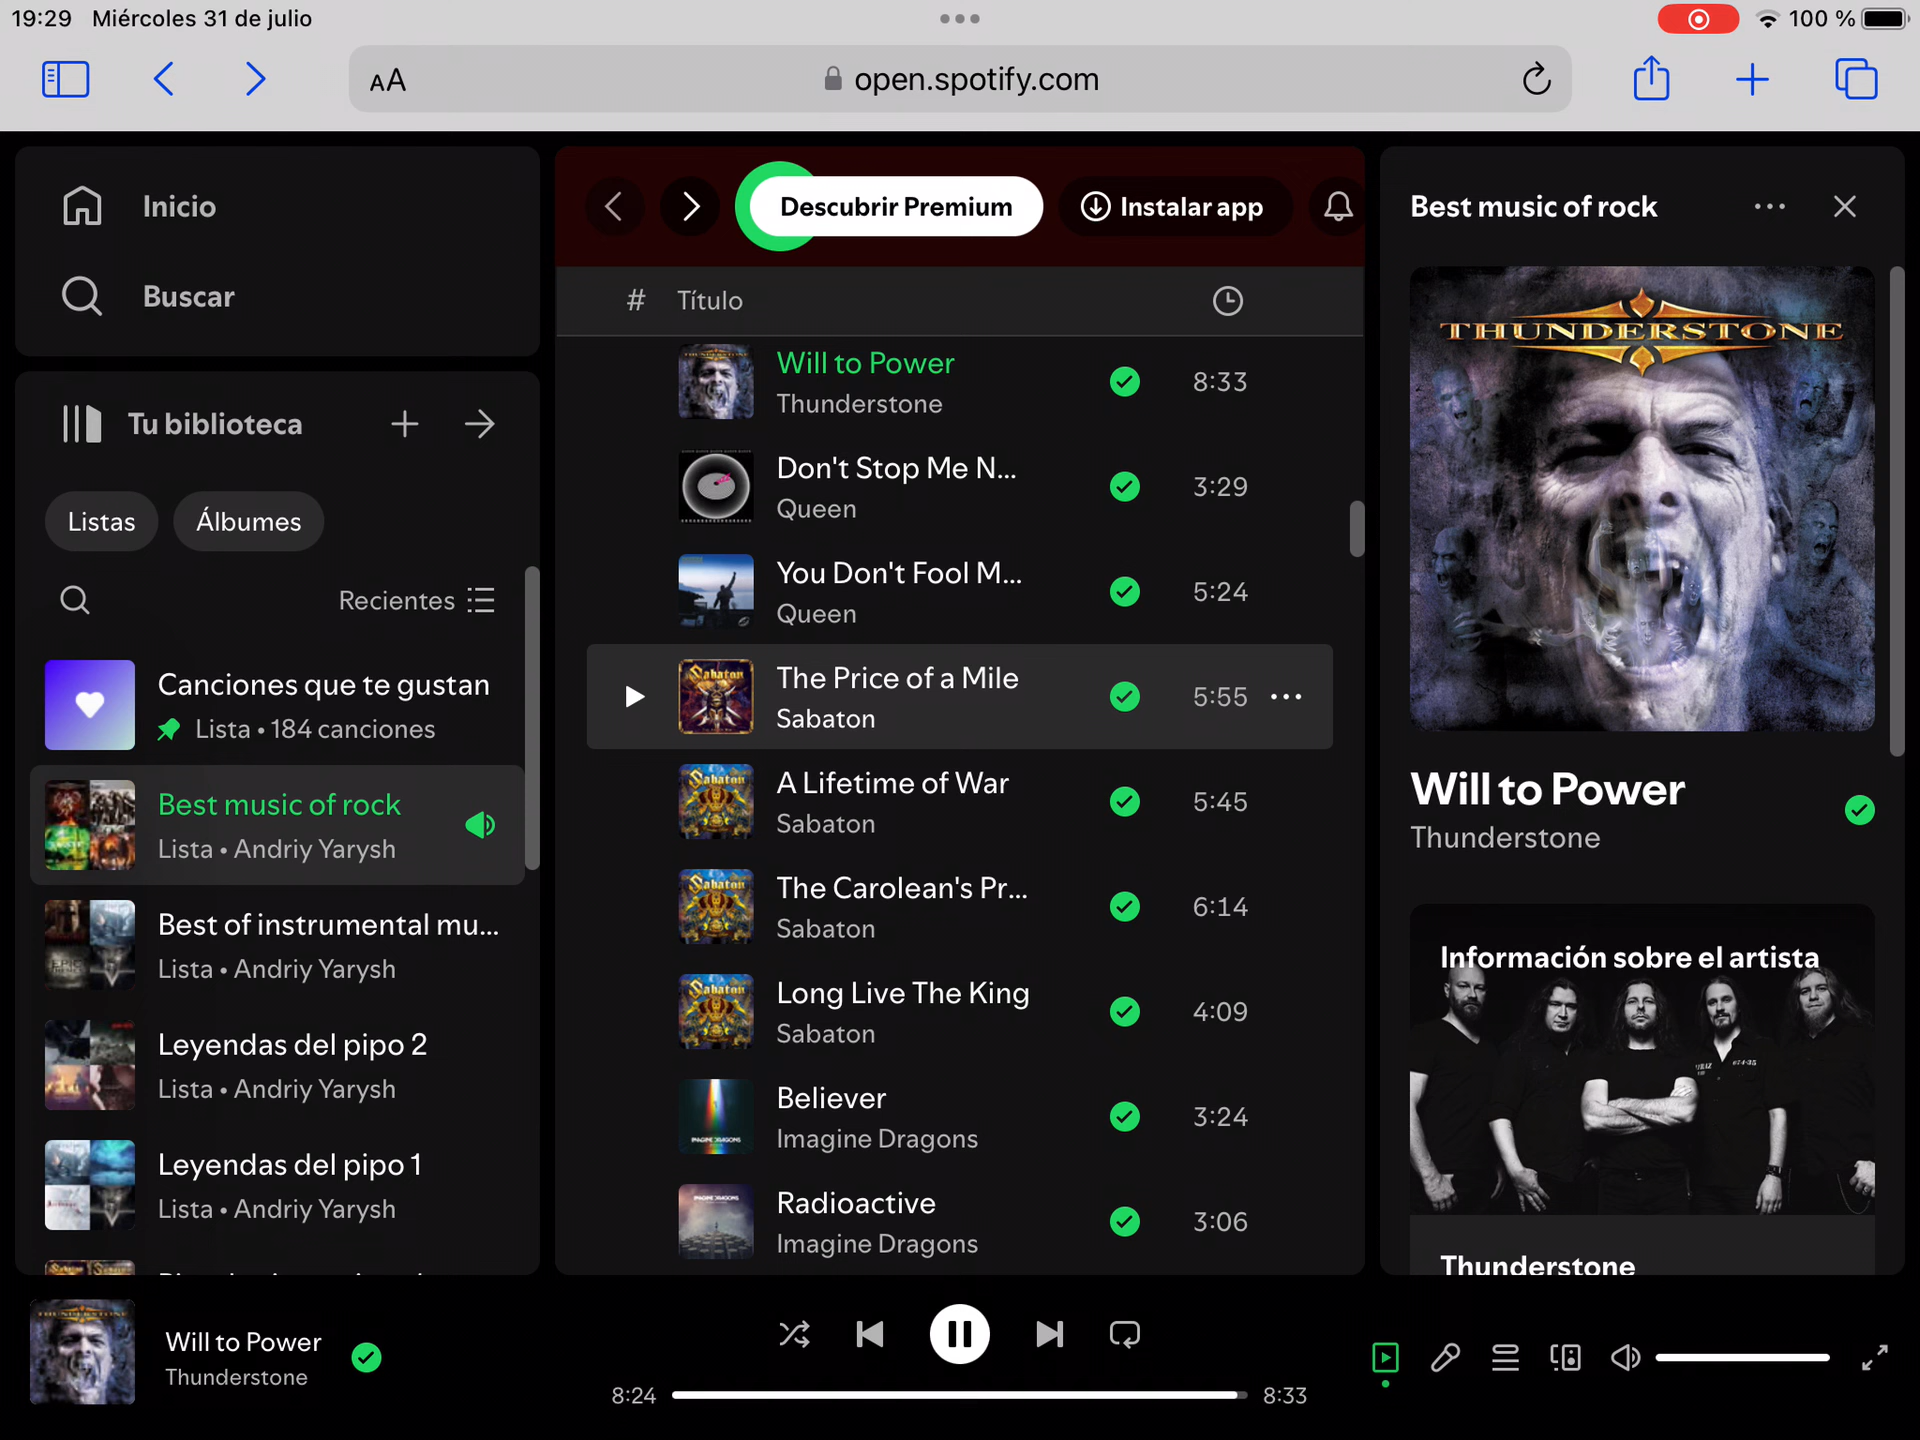 19:29 Miércoles 31 de julio
100 %
AA
open.spotify.com
Inicio
Buscar
Tu biblioteca
Listas
Álbumes
Recientes
Canciones que te gustan
Lista • 184 canciones
Best music of rock
Lista • Andriy Yarysh
Best of instrumental mu...
Lista • Andriy Yarysh
Leyendas del pipo 2
Lista • Andriy Yarysh
Leyendas del pipo 1
Lista • Andriy Yarysh
Descubrir Premium
Instalar app
# Título
Will to Power
Thunderstone
8:33
Don't Stop Me N...
Queen
3:29
You Don't Fool M...
Queen
5:24
The Price of a Mile
Sabaton
5:55
A Lifetime of War
Sabaton
5:45
The Carolean's Pr...
Sabaton
6:14
Long Live The King
Sabaton
4:09
Believer
Imagine Dragons
3:24
Radioactive
Imagine Dragons
3:06
Best music of rock
THUNDERSTONE
Will to Power
Thunderstone
Información sobre el artista
Thunderstone
Will to Power
Thunderstone
8:24
8:33